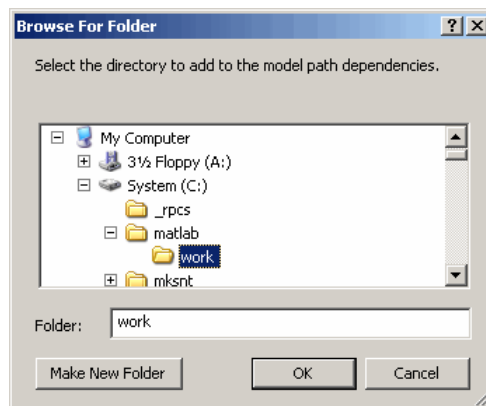 Browse For Folder
Select the directory to add to the model path dependencies.
My Computer
3½ Floppy (A:)
System (C:)
_rpcs
matlab
work
mksnt
Folder: work
Make New Folder OK Cancel